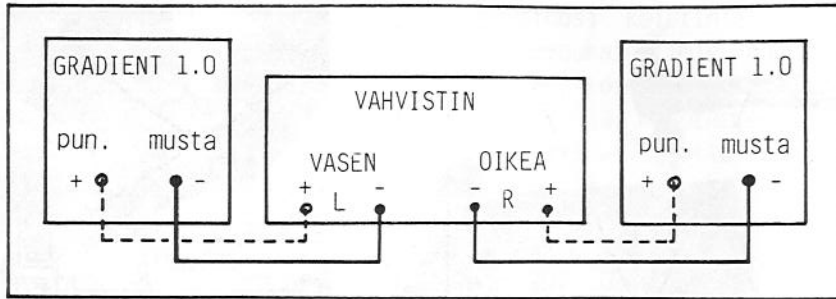 GRADIENT 1.0
pun. musta
+ -
VAHVISTIN
VASEN OIKEA
+ - - +
L R
GRADIENT 1.0
pun. musta
+ -